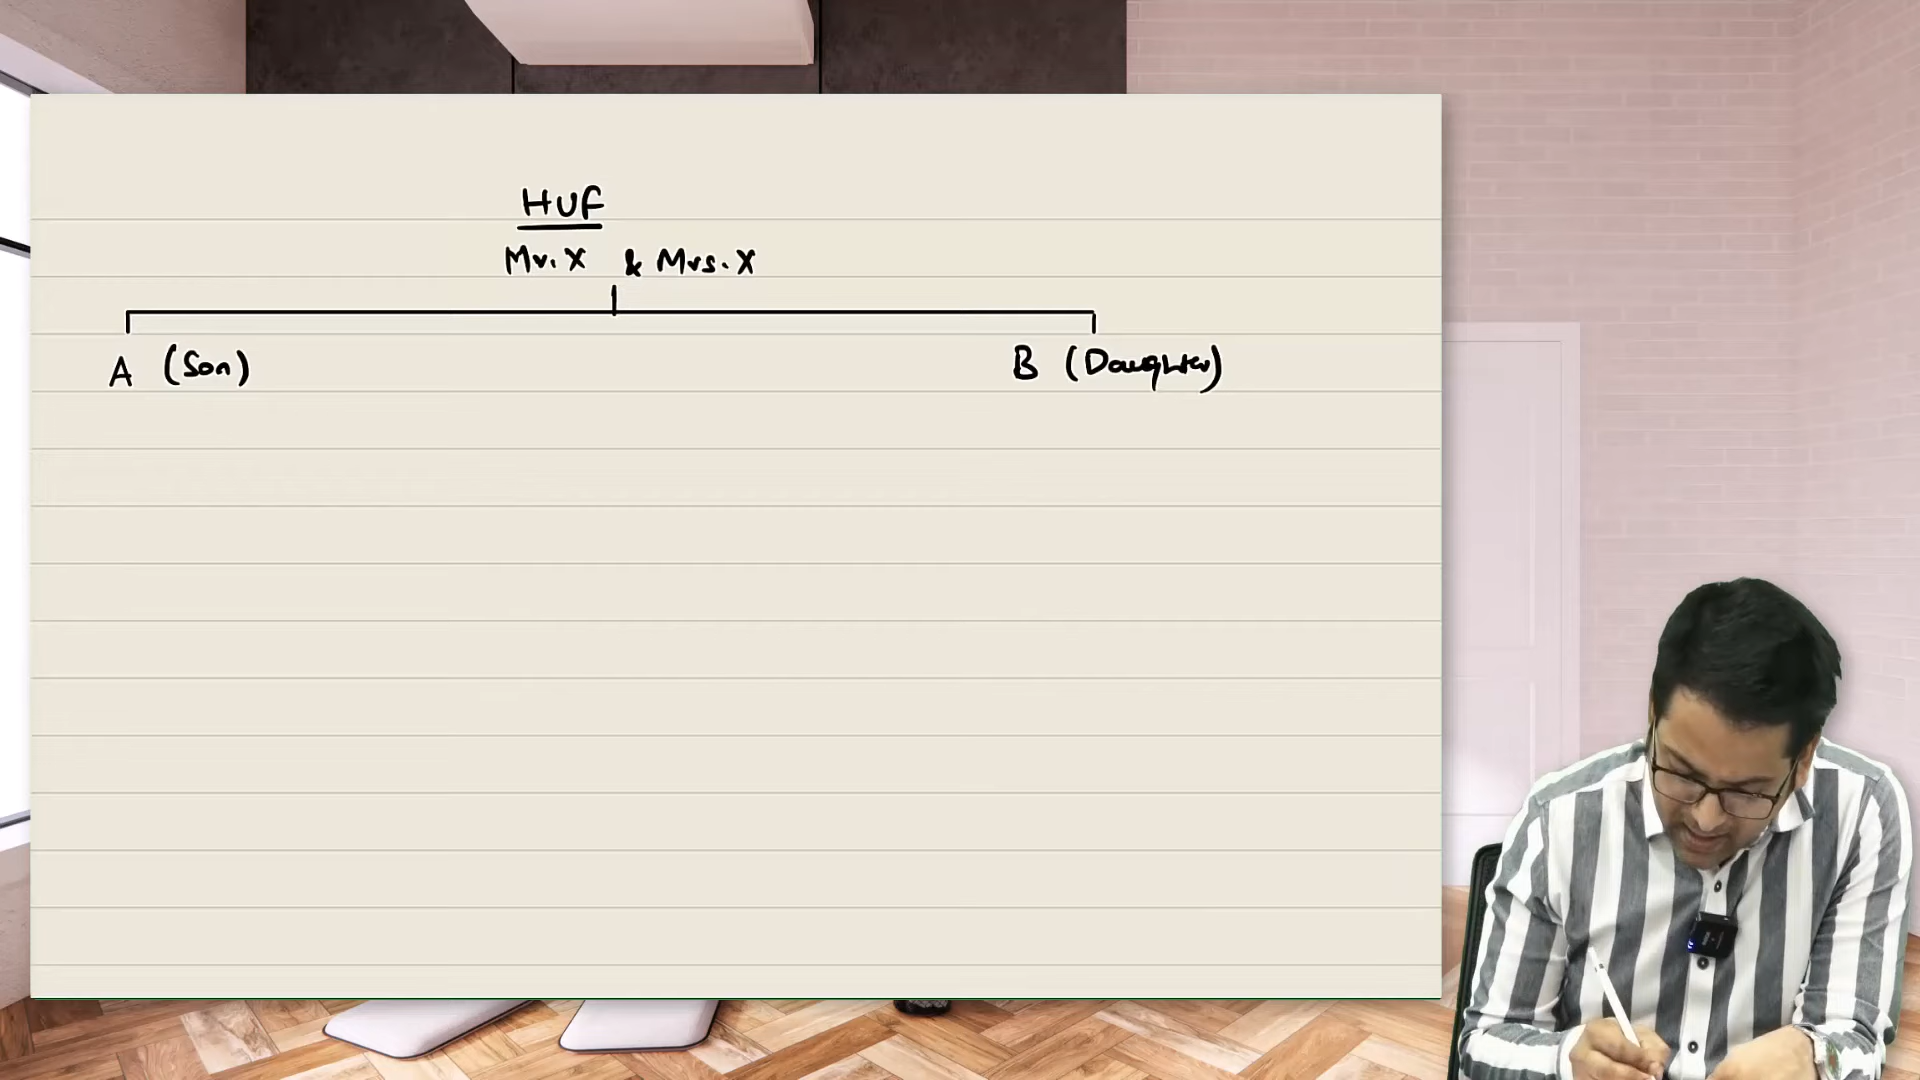 HUF
Mr. X & Mrs. X
A (Son) B (Daughter)